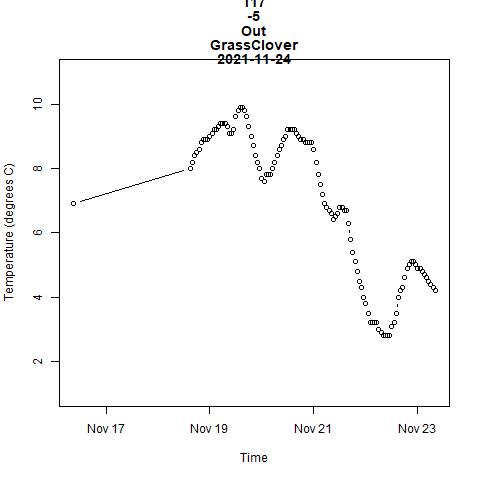 T17
-5
Out
GrassClover
2021-11-24
Temperature (degrees C)
10
8
6
4
2
Nov 17
Nov 19
Nov 21
Nov 23
Time